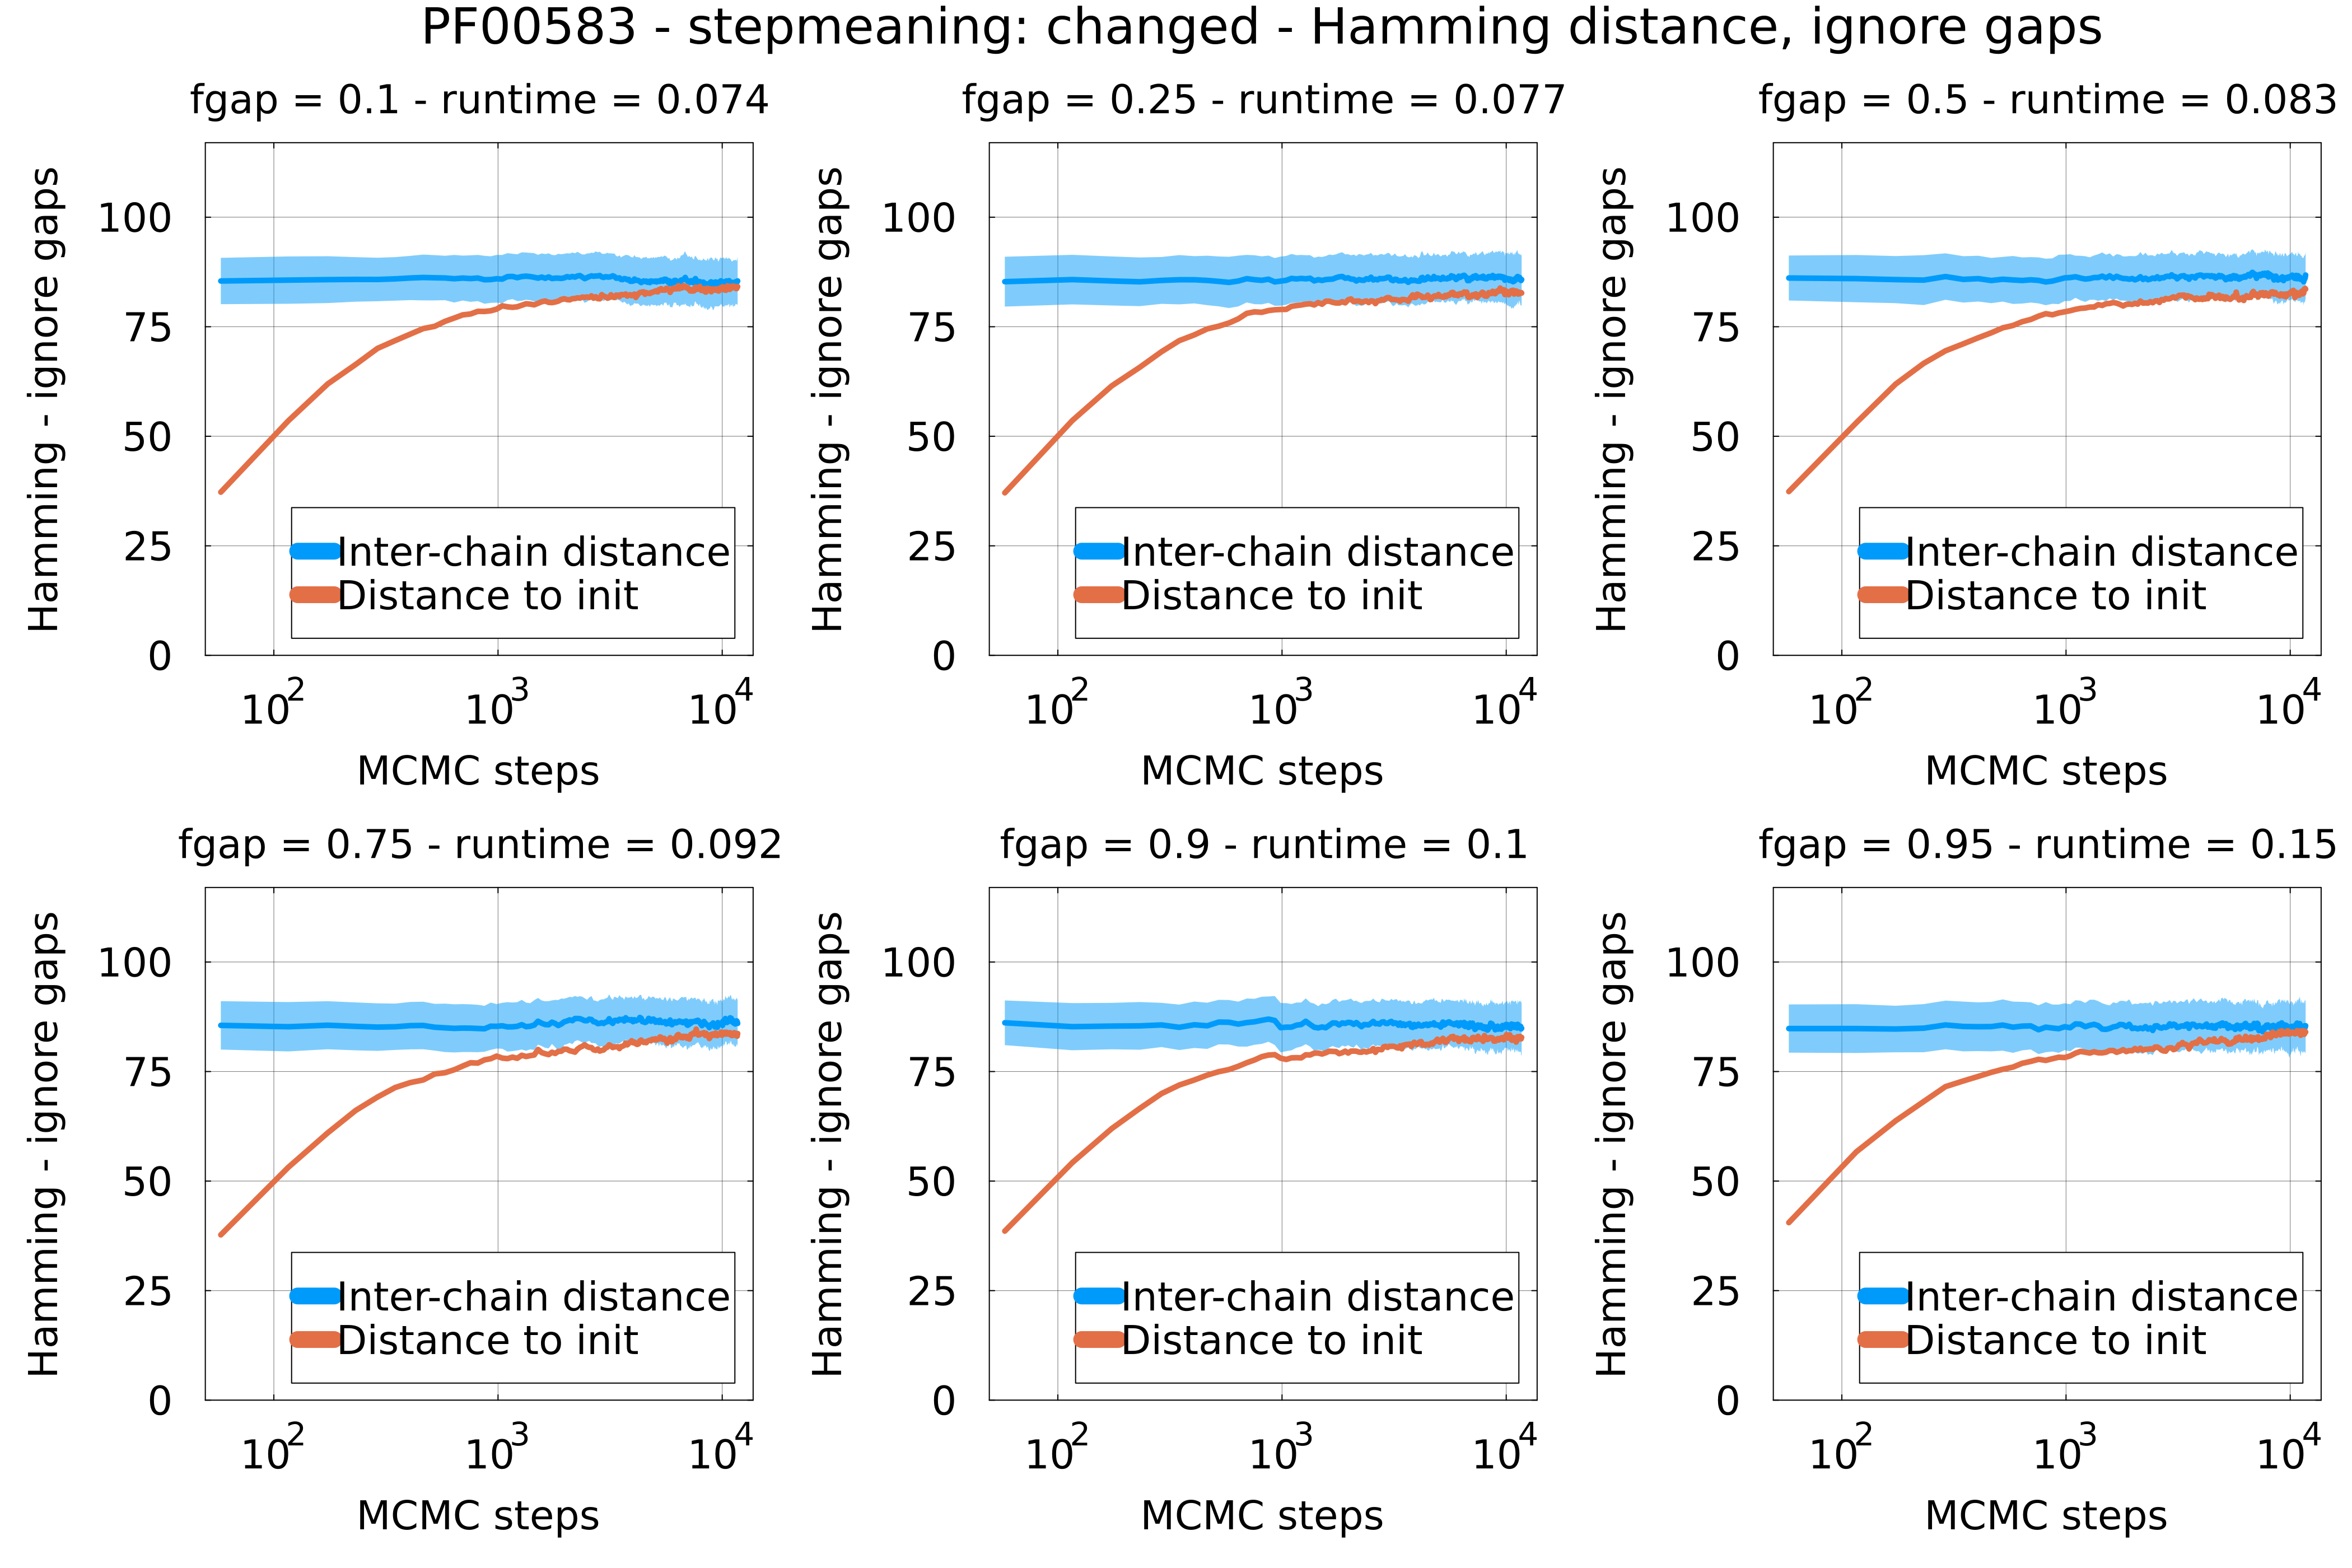 PF00583 - stepmeaning: changed - Hamming distance, ignore gaps
fgap = 0.1 - runtime = 0.074
Hamming - ignore gaps
100
75
50
25
0
Inter-chain distance
Distance to init
10^2 10^3 10^4
MCMC steps
fgap = 0.25 - runtime = 0.077
Hamming - ignore gaps
100
75
50
25
0
Inter-chain distance
Distance to init
10^2 10^3 10^4
MCMC steps
fgap = 0.5 - runtime = 0.083
Hamming - ignore gaps
100
75
50
25
0
Inter-chain distance
Distance to init
10^2 10^3 10^4
MCMC steps
fgap = 0.75 - runtime = 0.092
Hamming - ignore gaps
100
75
50
25
0
Inter-chain distance
Distance to init
10^2 10^3 10^4
MCMC steps
fgap = 0.9 - runtime = 0.1
Hamming - ignore gaps
100
75
50
25
0
Inter-chain distance
Distance to init
10^2 10^3 10^4
MCMC steps
fgap = 0.95 - runtime = 0.15
Hamming - ignore gaps
100
75
50
25
0
Inter-chain distance
Distance to init
10^2 10^3 10^4
MCMC steps